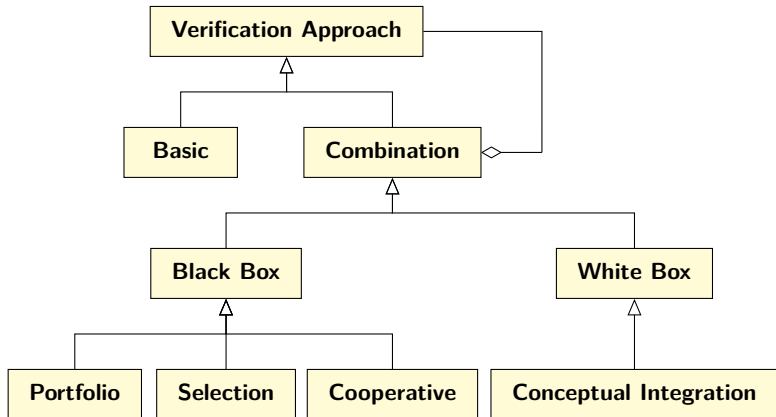 Verification Approach
Basic
Combination
Black Box
White Box
Portfolio
Selection
Cooperative
Conceptual Integration